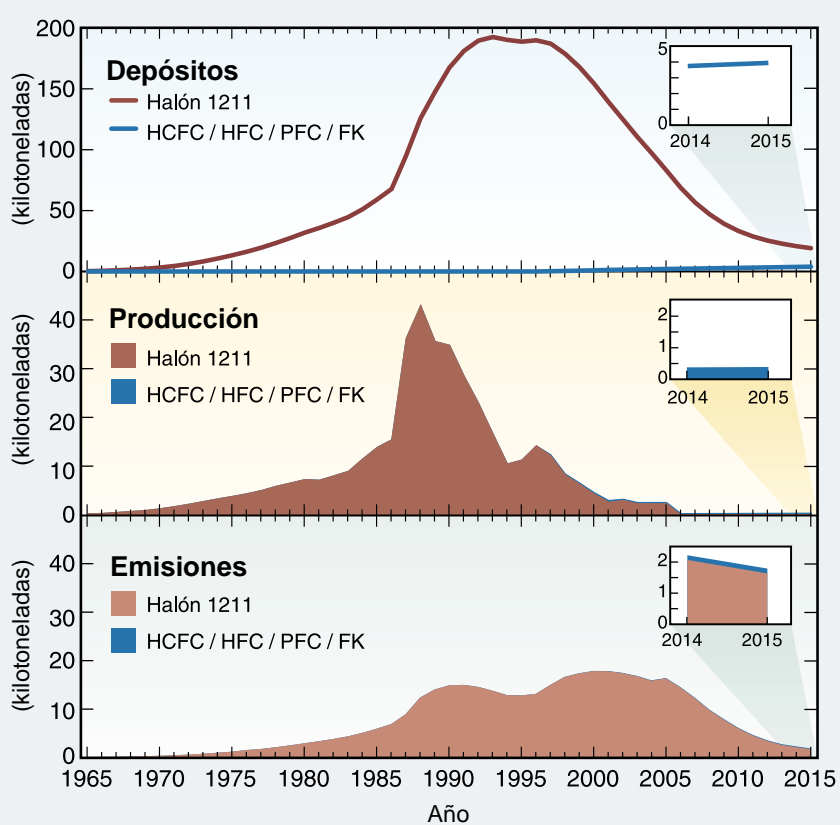 200
150
100
50
0
(kilotoneladas)
Depósitos
Halón 1211
HCFC / HFC / PFC / FK
5
0
2014 2015
40
30
20
10
0
(kilotoneladas)
Producción
Halón 1211
HCFC / HFC / PFC / FK
2
1
0
2014 2015
40
30
20
10
0
(kilotoneladas)
Emisiones
Halón 1211
HCFC / HFC / PFC / FK
2
1
0
2014 2015
1965 1970 1975 1980 1985 1990 1995 2000 2005 2010 2015
Año